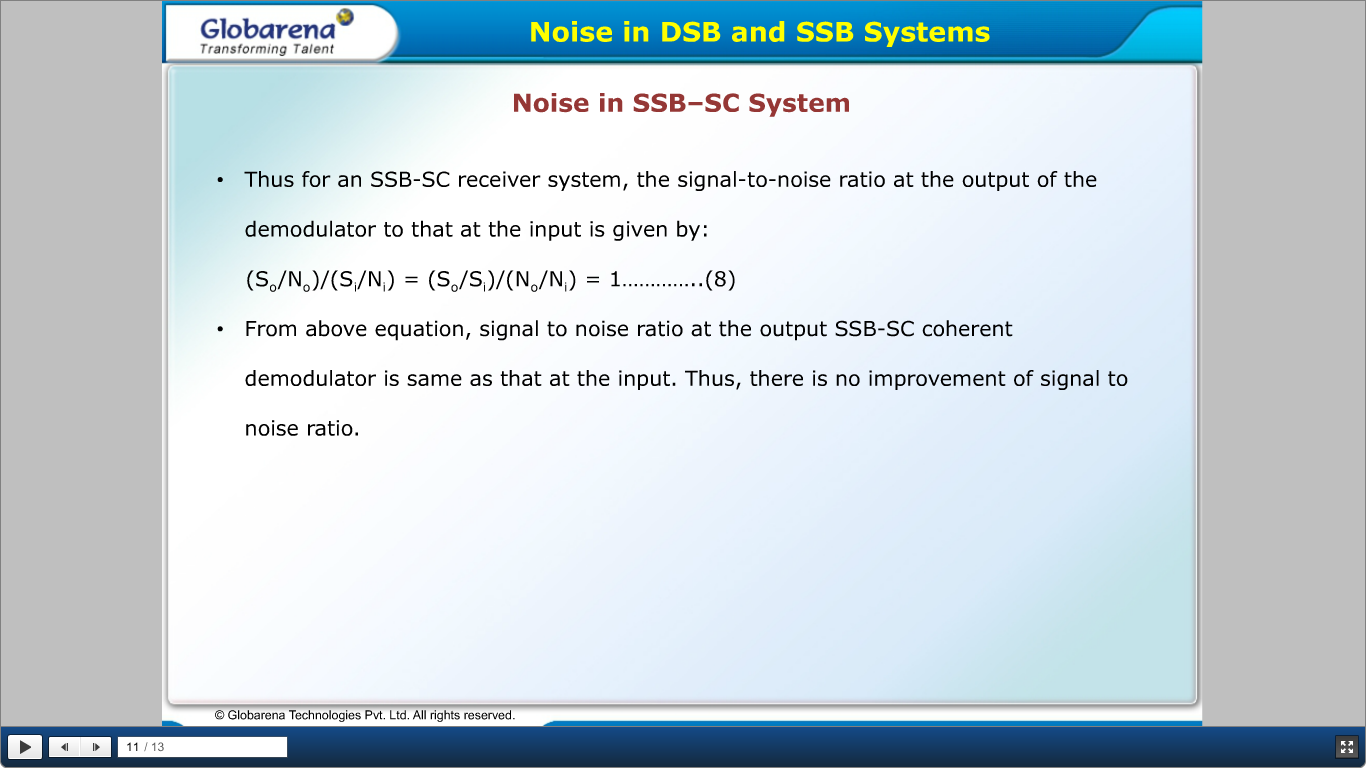 Globarena
Transforming Talent
Noise in DSB and SSB Systems
Noise in SSB–SC System
• Thus for an SSB-SC receiver system, the signal-to-noise ratio at the output of the
demodulator to that at the input is given by:
(So/No)/(Si/Ni) = (So/Si)/(No/Ni) = 1…………..(8)
• From above equation, signal to noise ratio at the output SSB-SC coherent
demodulator is same as that at the input. Thus, there is no improvement of signal to
noise ratio.
© Globarena Technologies Pvt. Ltd. All rights reserved.
11 / 13